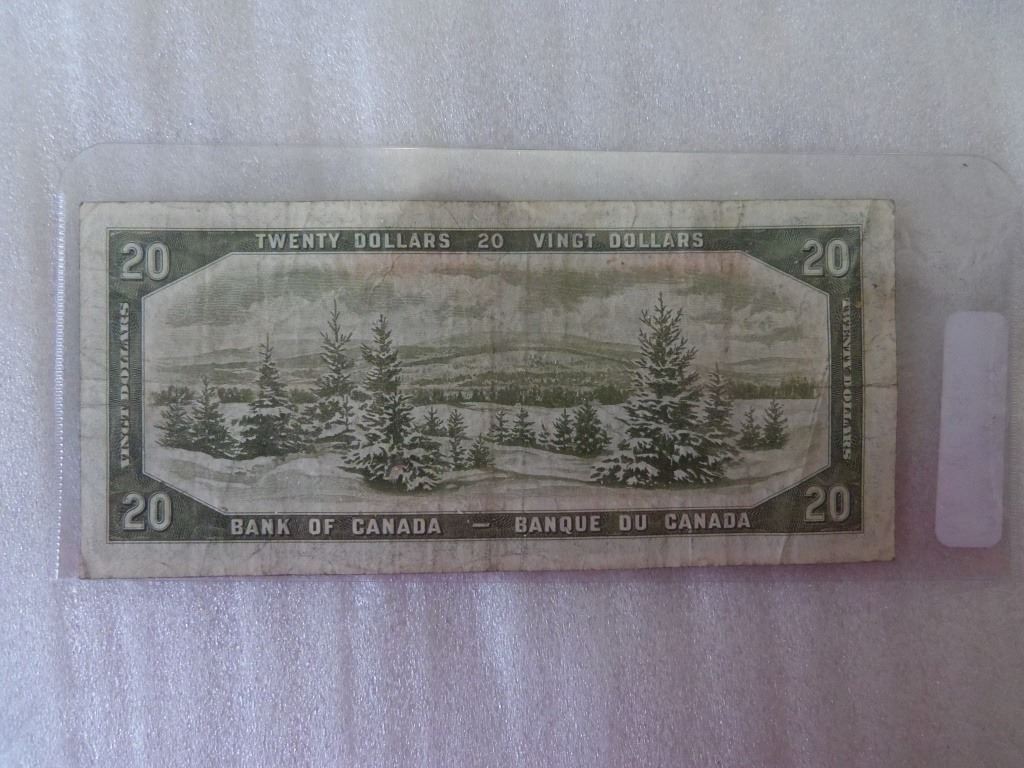 TWENTY DOLLARS 20 VINGT DOLLARS
20
20
VINGT DOLLARS
TWENTY DOLLARS
20
20
BANK OF CANADA — BANQUE DU CANADA